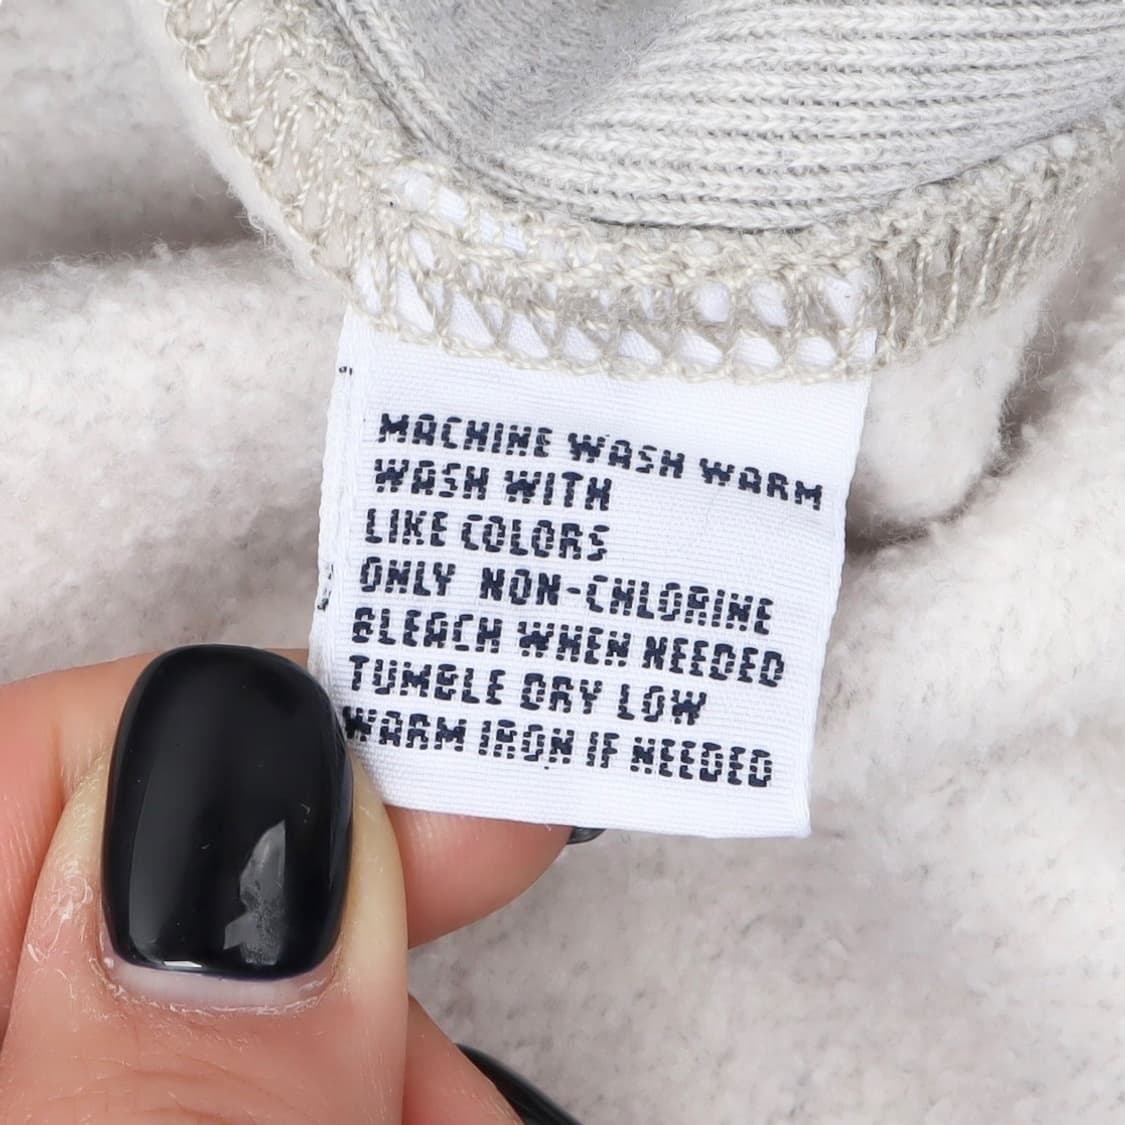 MACHINE WASH WARM
WASH WITH
LIKE COLORS
ONLY NON-CHLORINE
BLEACH WHEN NEEDED
TUMBLE DRY LOW
WARM IRON IF NEEDED